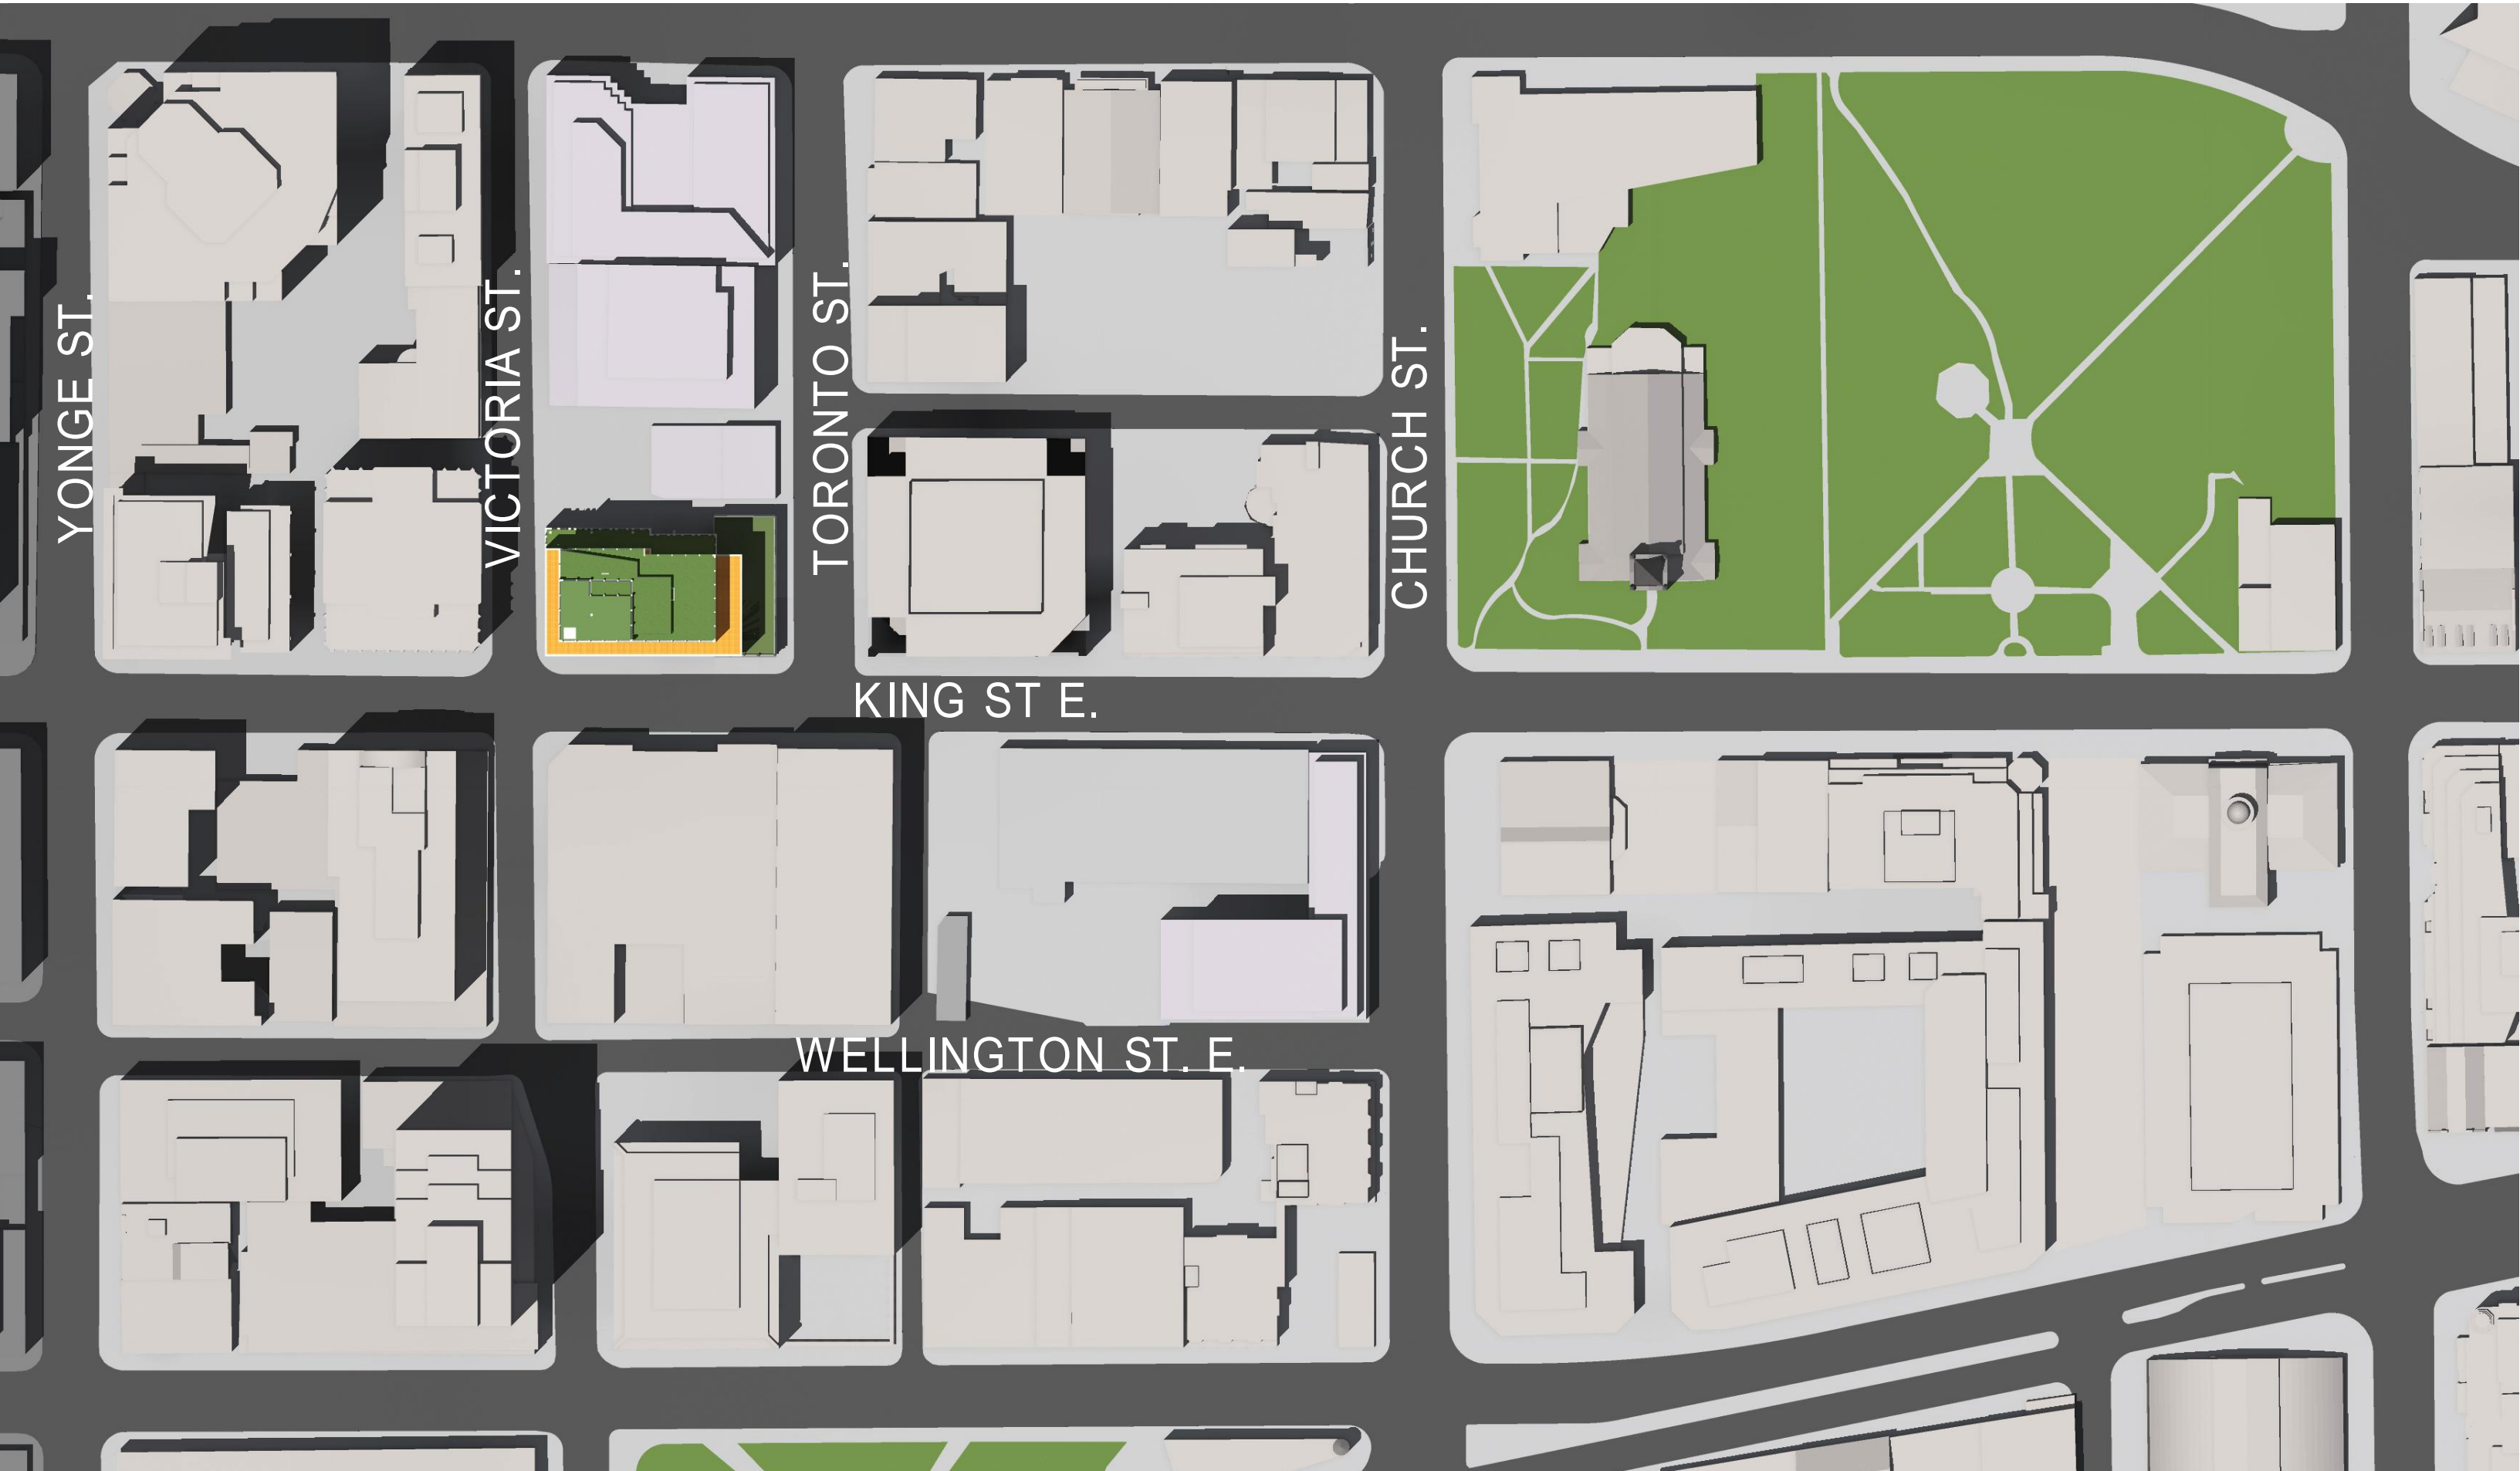 YONGE ST.
VICTORIA ST.
TORONTO ST.
CHURCH ST.
KING ST E.
WELLINGTON ST. E.